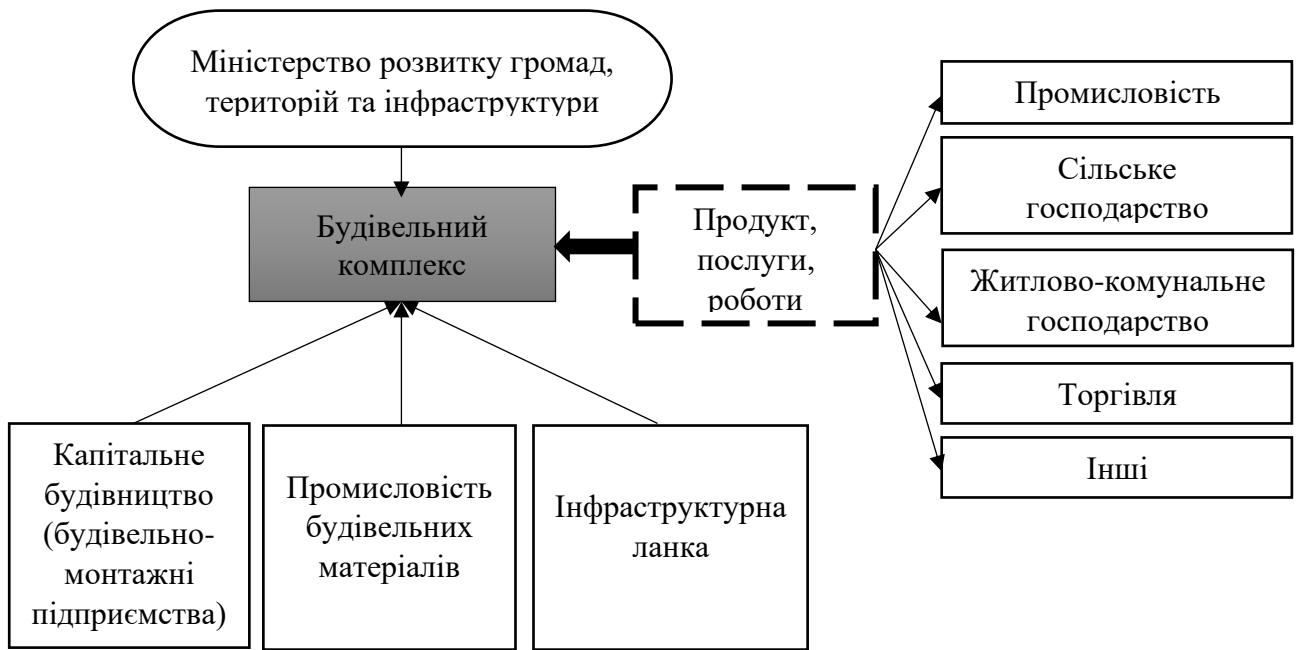 Міністерство розвитку громад,
територій та інфраструктури
Будівельний
комплекс
Продукт,
послуги,
роботи
Промисловість
Сільське
господарство
Житлово-комунальне
господарство
Торгівля
Інші
Капітальне
будівництво
(будівельно-
монтажні
підприємства)
Промисловість
будівельних
матеріалів
Інфраструктурна
ланка